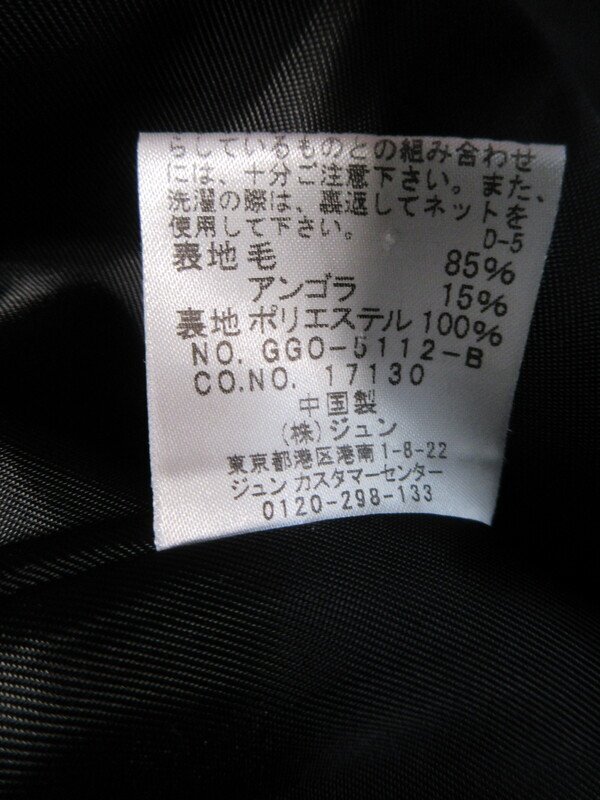 らしているものとの組み合わせ
には、十分ご注意下さい。また、
洗濯の際は、裏返してネットを
使用して下さい。
D-5
表地 毛 85%
アンゴラ 15%
裏地 ポリエステル 100%
NO. GGO-5112-B
CO.NO. 17130
中国製
(株)ジュン
東京都港区港南1-8-22
ジュン カスタマーセンター
0120-298-133